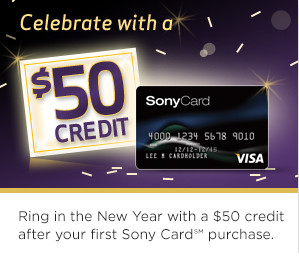 Celebrate with a
$50
CREDIT
SonyCard
4000 1234 5678 9010
12/12-12/15
LEE M CARDHOLDER
VISA
Ring in the New Year with a $50 credit
after your first Sony Card℠ purchase.